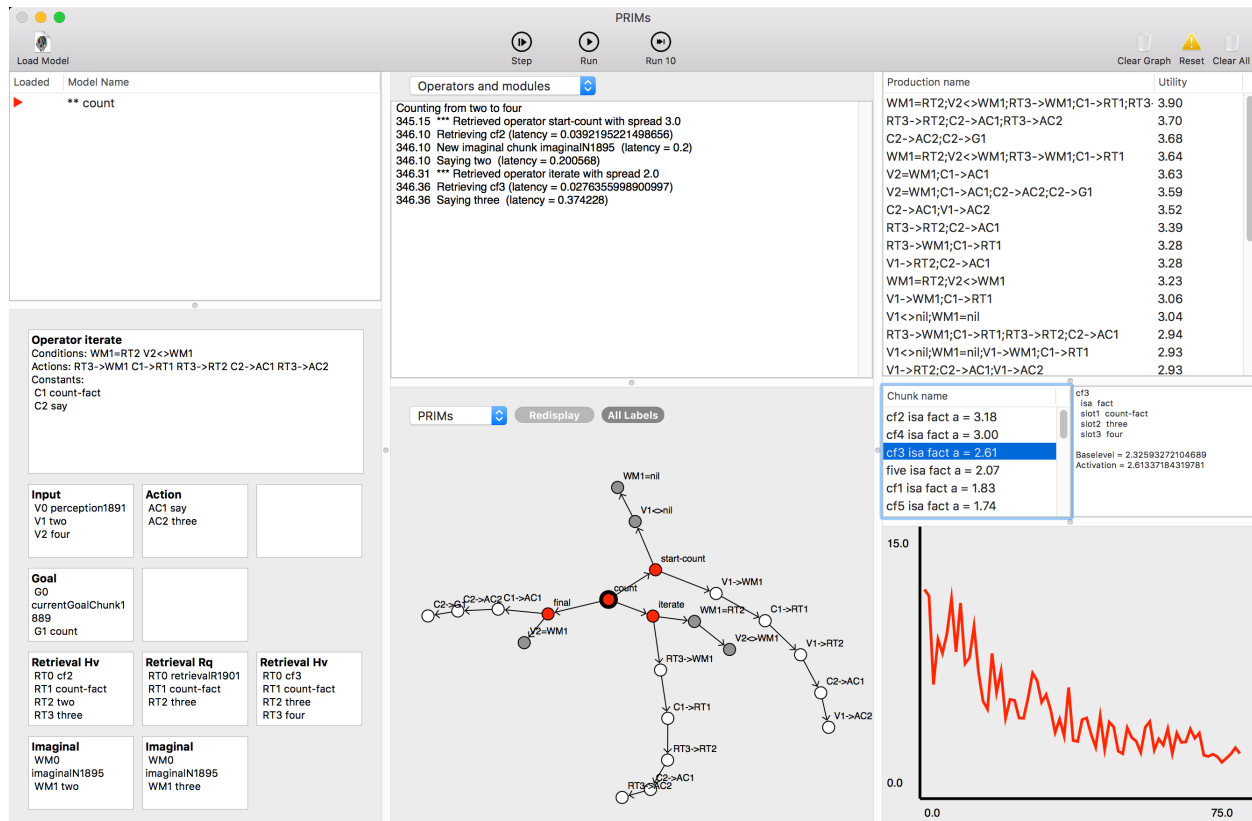 PRIMs
Load Model
Step
Run
Run 10
Clear Graph
Reset
Clear All
Loaded
Model Name
** count
Operators and modules
Counting from two to four
345.15 *** Retrieved operator start-count with spread 3.0
346.10 Retrieving cf2 (latency = 0.0392195221498656)
346.10 New imaginal chunk imaginalN1895 (latency = 0.2)
346.10 Saying two (latency = 0.200568)
346.31 *** Retrieved operator iterate with spread 2.0
346.36 Retrieving cf3 (latency = 0.0276355998900997)
346.36 Saying three (latency = 0.374228)
Production name
Utility
WM1=RT2;V2<>WM1;RT3->WM1;C1->RT1;RT3- 3.90
RT3->RT2;C2->AC1;RT3->AC2 3.70
C2->AC2;C2->G1 3.68
WM1=RT2;V2<>WM1;RT3->WM1;C1->RT1 3.64
V2=WM1;C1->AC1 3.63
V2=WM1;C1->AC1;C2->AC2;C2->G1 3.59
C2->AC1;V1->AC2 3.52
RT3->RT2;C2->AC1 3.39
RT3->WM1;C1->RT1 3.28
V1->RT2;C2->AC1 3.28
WM1=RT2;V2<>WM1 3.23
V1->WM1;C1->RT1 3.06
V1<>nil;WM1=nil 3.04
RT3->WM1;C1->RT1;RT3->RT2;C2->AC1 2.94
V1<>nil;WM1=nil;V1->WM1;C1->RT1 2.93
V1->RT2;C2->AC1;V1->AC2 2.93
Operator iterate
Conditions: WM1=RT2 V2<>WM1
Actions: RT3->WM1 C1->RT1 RT3->RT2 C2->AC1 RT3->AC2
Constants:
C1 count-fact
C2 say
Input
V0 perception1891
V1 two
V2 four
Action
AC1 say
AC2 three
Goal
G0
currentGoalChunk1
889
G1 count
Retrieval Hv
RT0 cf2
RT1 count-fact
RT2 two
RT3 three
Retrieval Rq
RT0 retrievalR1901
RT1 count-fact
RT2 three
Retrieval Hv
RT0 cf3
RT1 count-fact
RT2 three
RT3 four
Imaginal
WM0
imaginalN1895
WM1 two
Imaginal
WM0
imaginalN1895
WM1 three
PRIMs
Redisplay
All Labels
WM1=nil
V1<>nil
start-count
count
V1->WM1
C1->RT1
V1->RT2
C2->AC1
V1->AC2
iterate
WM1=RT2
V2<>WM1
RT3->WM1
C1->RT1
RT3->RT2
C2->AC1
RT3->AC2
final
C1->AC1
C2->AC2
C2->G1
V2=WM1
Chunk name
cf2 isa fact a = 3.18
cf4 isa fact a = 3.00
cf3 isa fact a = 2.61
five isa fact a = 2.07
cf1 isa fact a = 1.83
cf5 isa fact a = 1.74
cf3
isa fact
slot1 count-fact
slot2 three
slot3 four
Baselevel = 2.32593272104689
Activation = 2.61337184319781
15.0
0.0
0.0
75.0